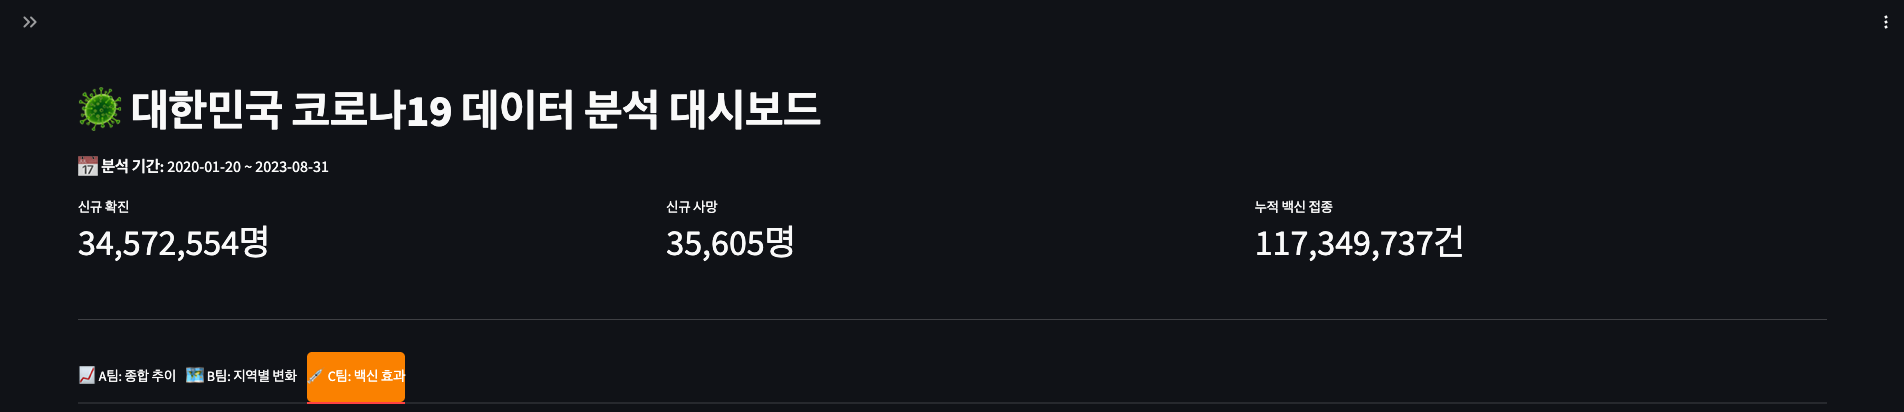 대한민국 코로나19 데이터 분석 대시보드
17 분석 기간: 2020-01-20 ~ 2023-08-31
신규 확진
34,572,554명
신규 사망
35,605명
누적 백신 접종
117,349,737건
A팀: 종합 추이 B팀: 지역별 변화 C팀: 백신 효과